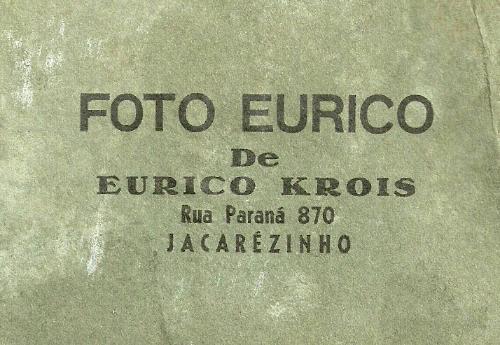 FOTO EURICO
De
EURICO KROIS
Rua Paraná 870
JACARÉZINHO